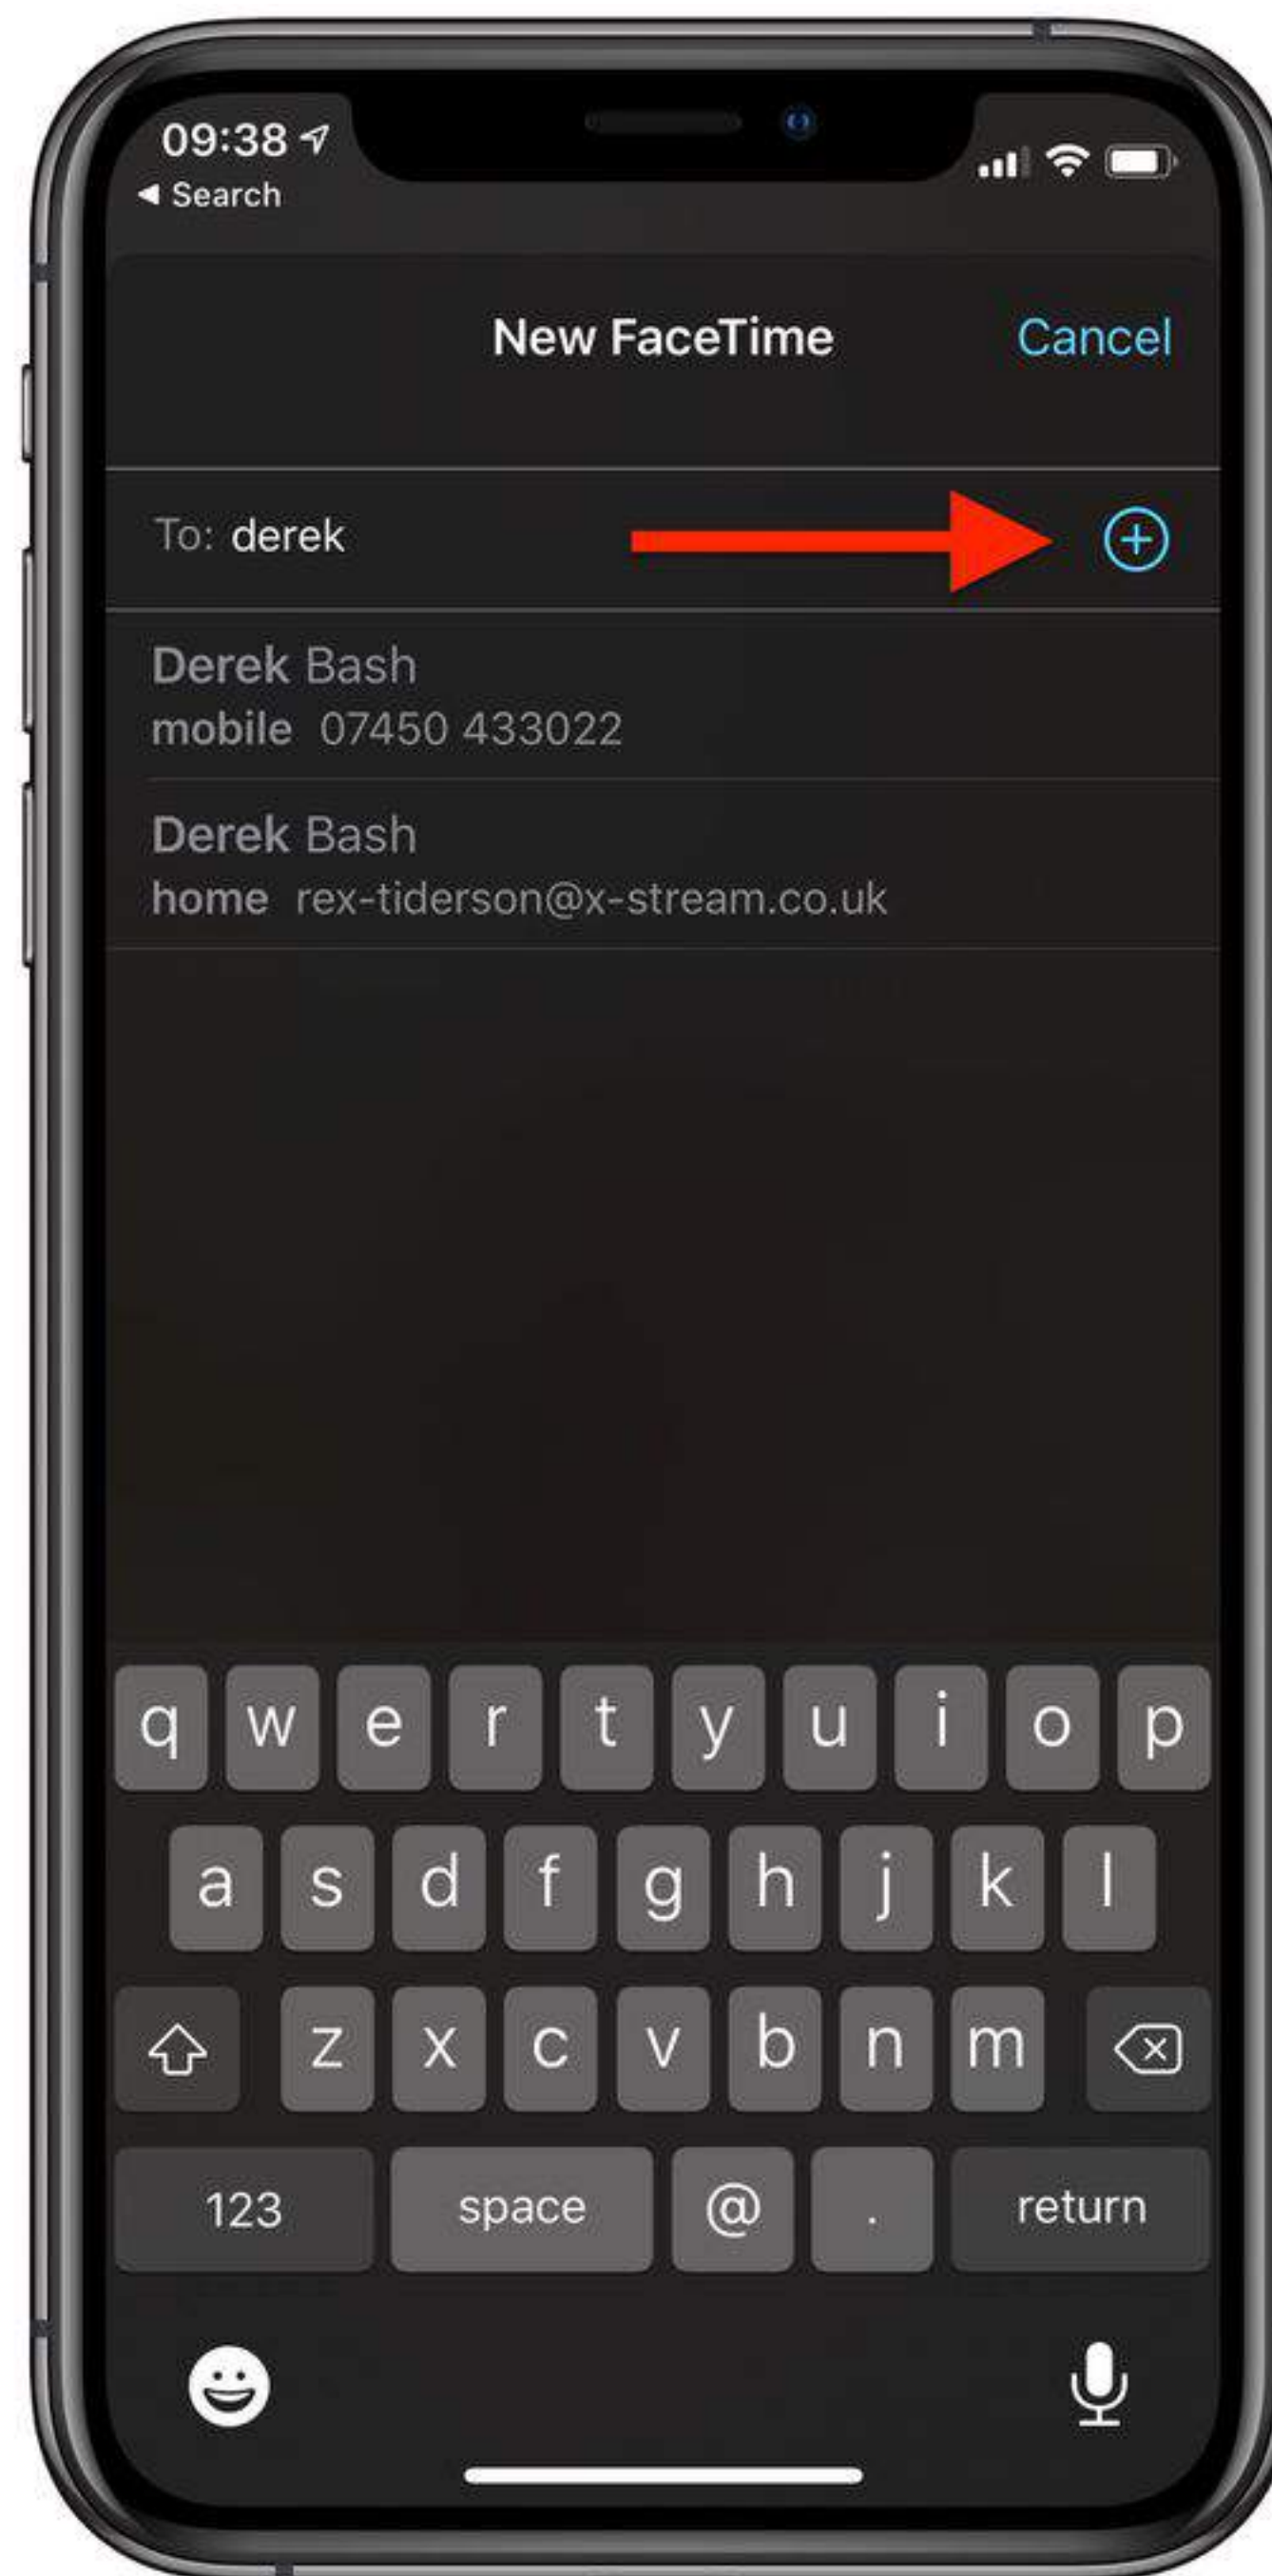 09:38
◀ Search
New FaceTime
Cancel
To: derek
Derek Bash
mobile 07450 433022
Derek Bash
home rex-tiderson@x-stream.co.uk
q w e r t y u i o p
a s d f g h j k l
z x c v b n m
123 space @ . return